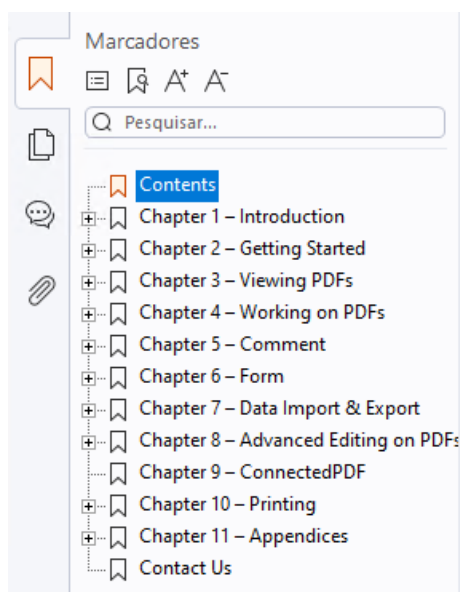 Marcadores
A+ A-
Pesquisar...
Contents
Chapter 1 – Introduction
Chapter 2 – Getting Started
Chapter 3 – Viewing PDFs
Chapter 4 – Working on PDFs
Chapter 5 – Comment
Chapter 6 – Form
Chapter 7 – Data Import & Export
Chapter 8 – Advanced Editing on PDFs
Chapter 9 – ConnectedPDF
Chapter 10 – Printing
Chapter 11 – Appendices
Contact Us